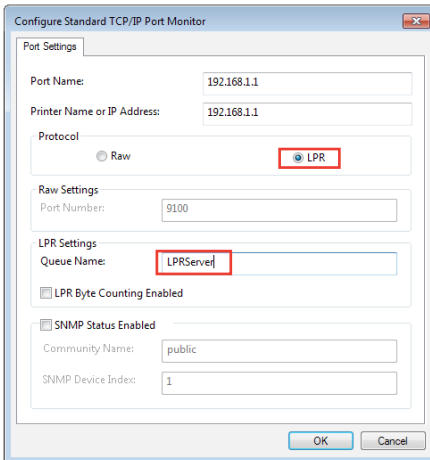 Configure Standard TCP/IP Port Monitor
Port Settings
Port Name: 192.168.1.1
Printer Name or IP Address: 192.168.1.1
Protocol
Raw LPR
Raw Settings
Port Number: 9100
LPR Settings
Queue Name: LPRServer
LPR Byte Counting Enabled
SNMP Status Enabled
Community Name: public
SNMP Device Index: 1
OK Cancel